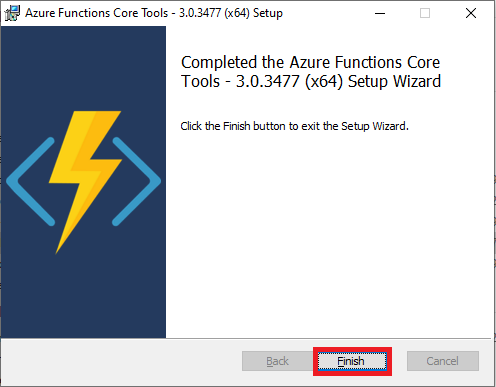 Azure Functions Core Tools - 3.0.3477 (x64) Setup
Completed the Azure Functions Core
Tools - 3.0.3477 (x64) Setup Wizard
Click the Finish button to exit the Setup Wizard.
Back
Finish
Cancel